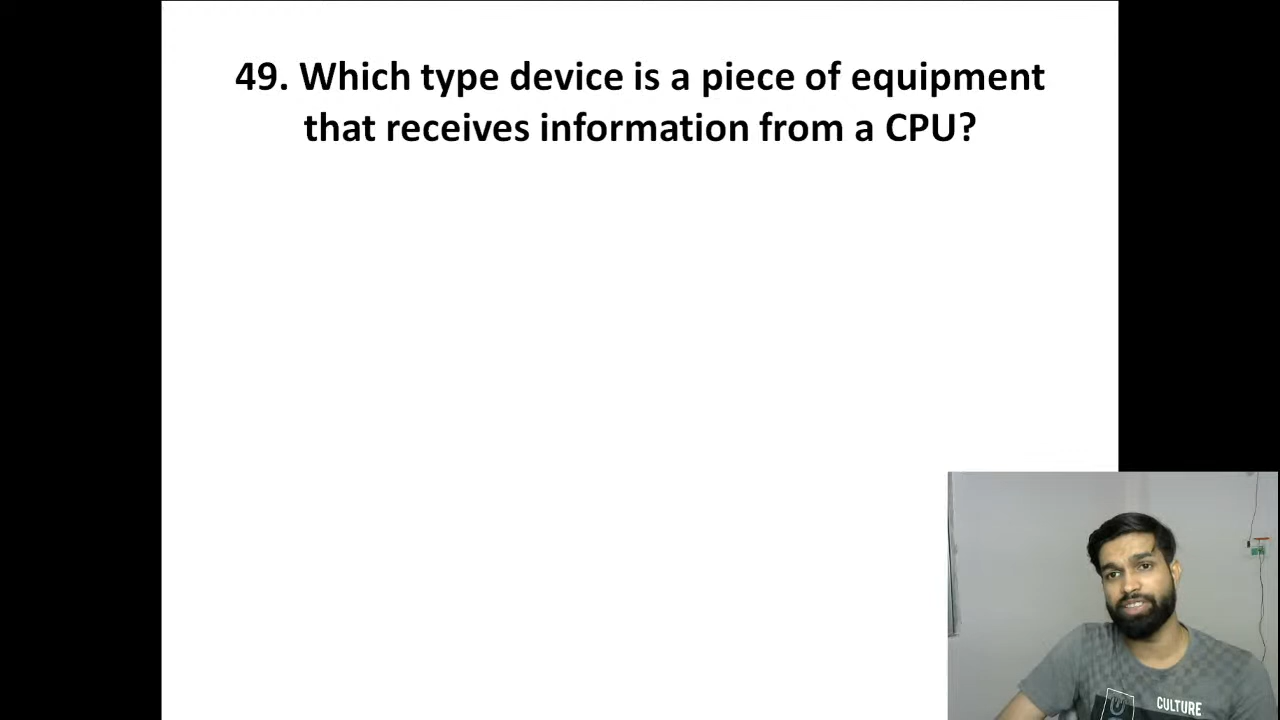 49. Which type device is a piece of equipment
that receives information from a CPU?
CULTURE